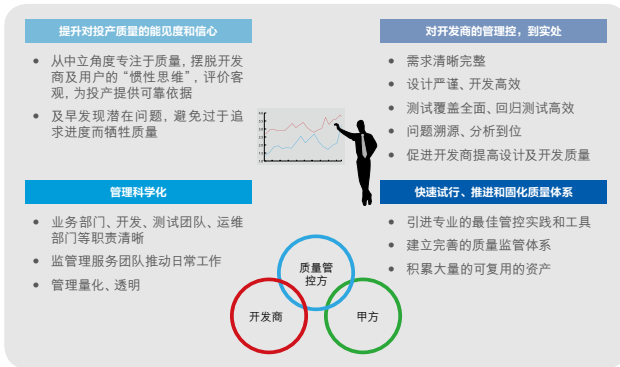 提升对投产质量的能见度和信心
● 从中立角度专注于质量，摆脱开发
商及用户的“惯性思维”，评价客
观，为投产提供可靠依据
● 及早发现潜在问题，避免过于追
求进度而牺牲质量
对开发商的管理控，到实处
● 需求清晰完整
● 设计严谨、开发高效
● 测试覆盖全面、回归测试高效
● 问题溯源、分析到位
● 促进开发商提高设计及开发质量
管理科学化
● 业务部门、开发、测试团队、运维
部门等职责清晰
● 监管理服务团队推动日常工作
● 管理量化、透明
快速试行、推进和固化质量体系
● 引进专业的最佳管控实践和工具
● 建立完善的质量监管体系
● 积累大量的可复用的资产
质量管
控方
开发商
甲方